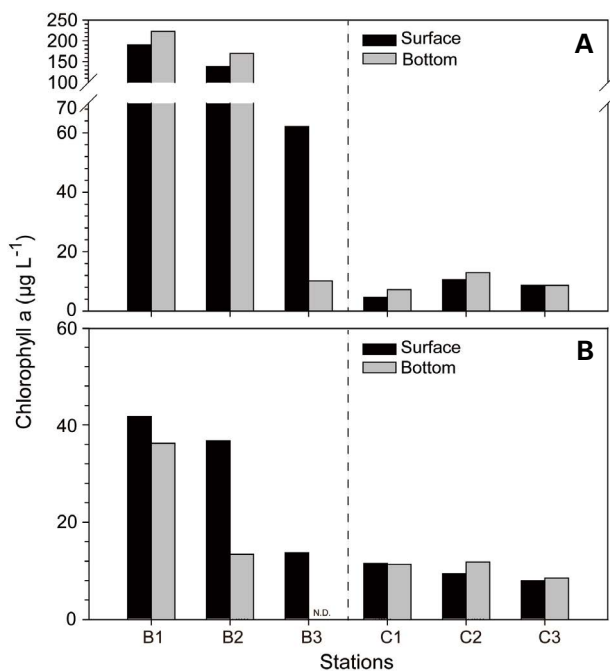 250
200
150
100
70
60
40
20
0
Surface
Bottom
A
60
40
20
0
Surface
Bottom
B
N.D.
Chlorophyll a (µg L⁻¹)
B1 B2 B3 C1 C2 C3
Stations